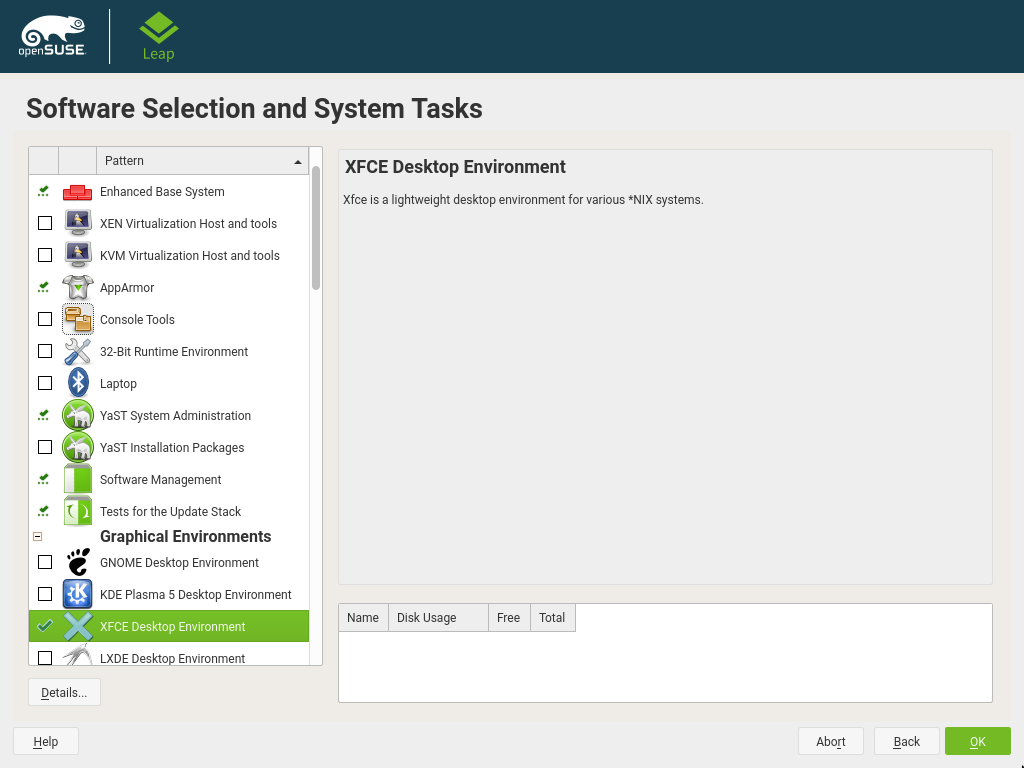 openSUSE
Leap
Software Selection and System Tasks
Pattern
Enhanced Base System
XEN Virtualization Host and tools
KVM Virtualization Host and tools
AppArmor
Console Tools
32-Bit Runtime Environment
Laptop
YaST System Administration
YaST Installation Packages
Software Management
Tests for the Update Stack
Graphical Environments
GNOME Desktop Environment
KDE Plasma 5 Desktop Environment
XFCE Desktop Environment
LXDE Desktop Environment
Details...
XFCE Desktop Environment
Xfce is a lightweight desktop environment for various *NIX systems.
Name Disk Usage Free Total
Help Abort Back OK